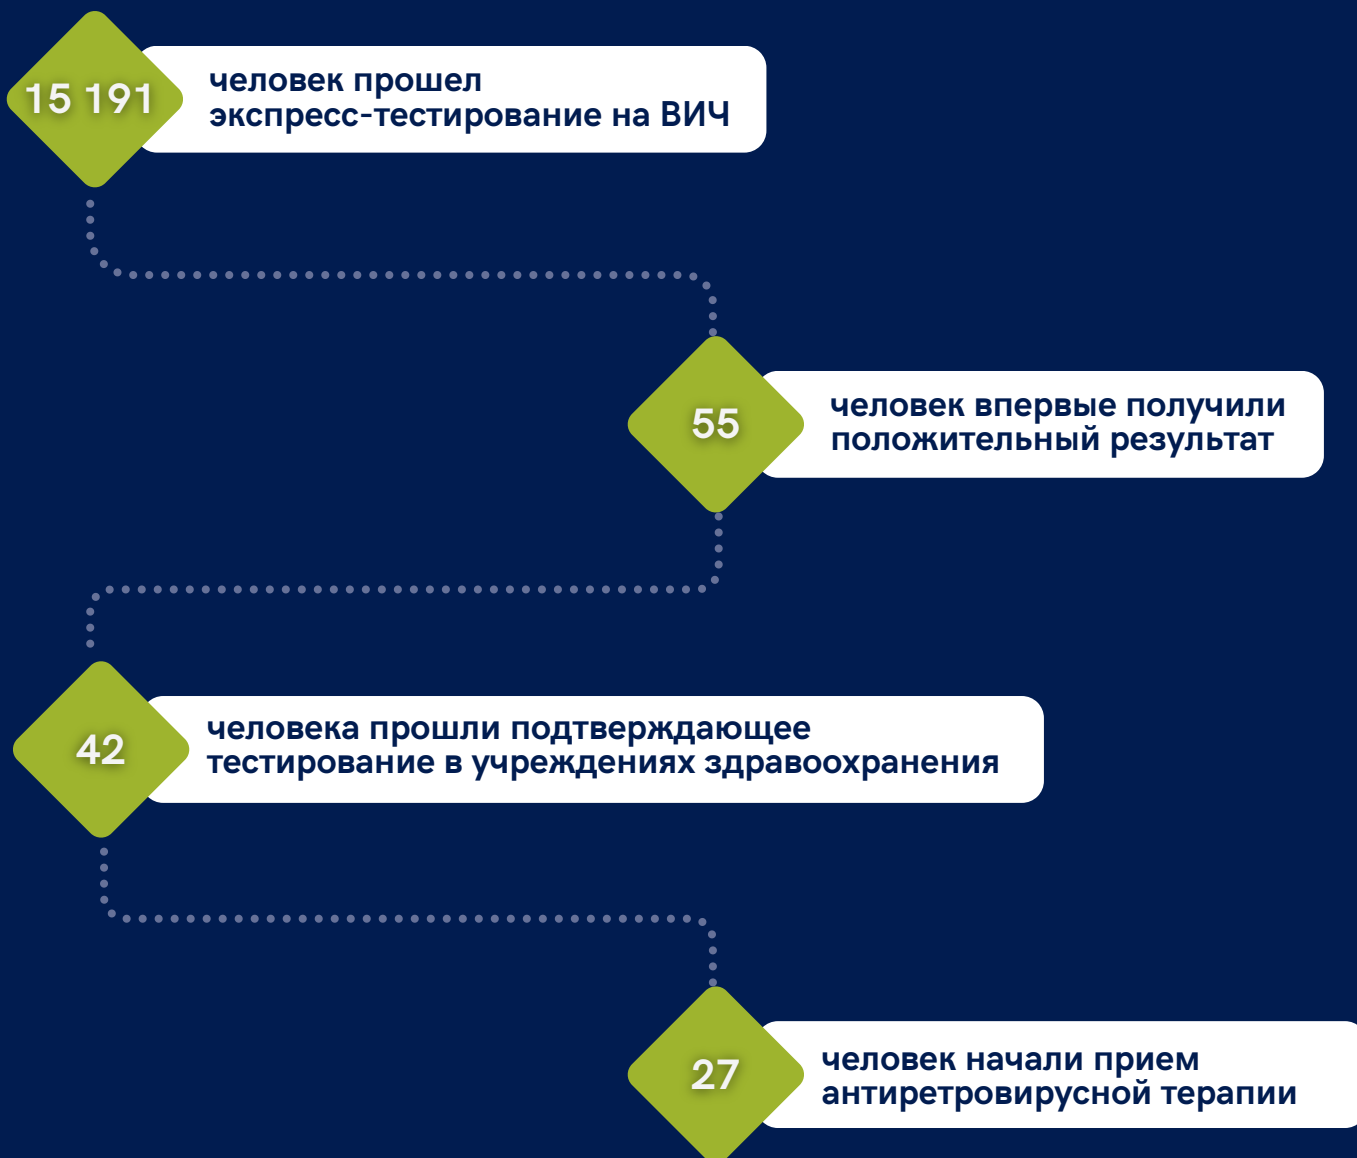 15 191
человек прошел
экспресс-тестирование на ВИЧ
55
человек впервые получили
положительный результат
42
человека прошли подтверждающее
тестирование в учреждениях здравоохранения
27
человек начали прием
антиретровирусной терапии